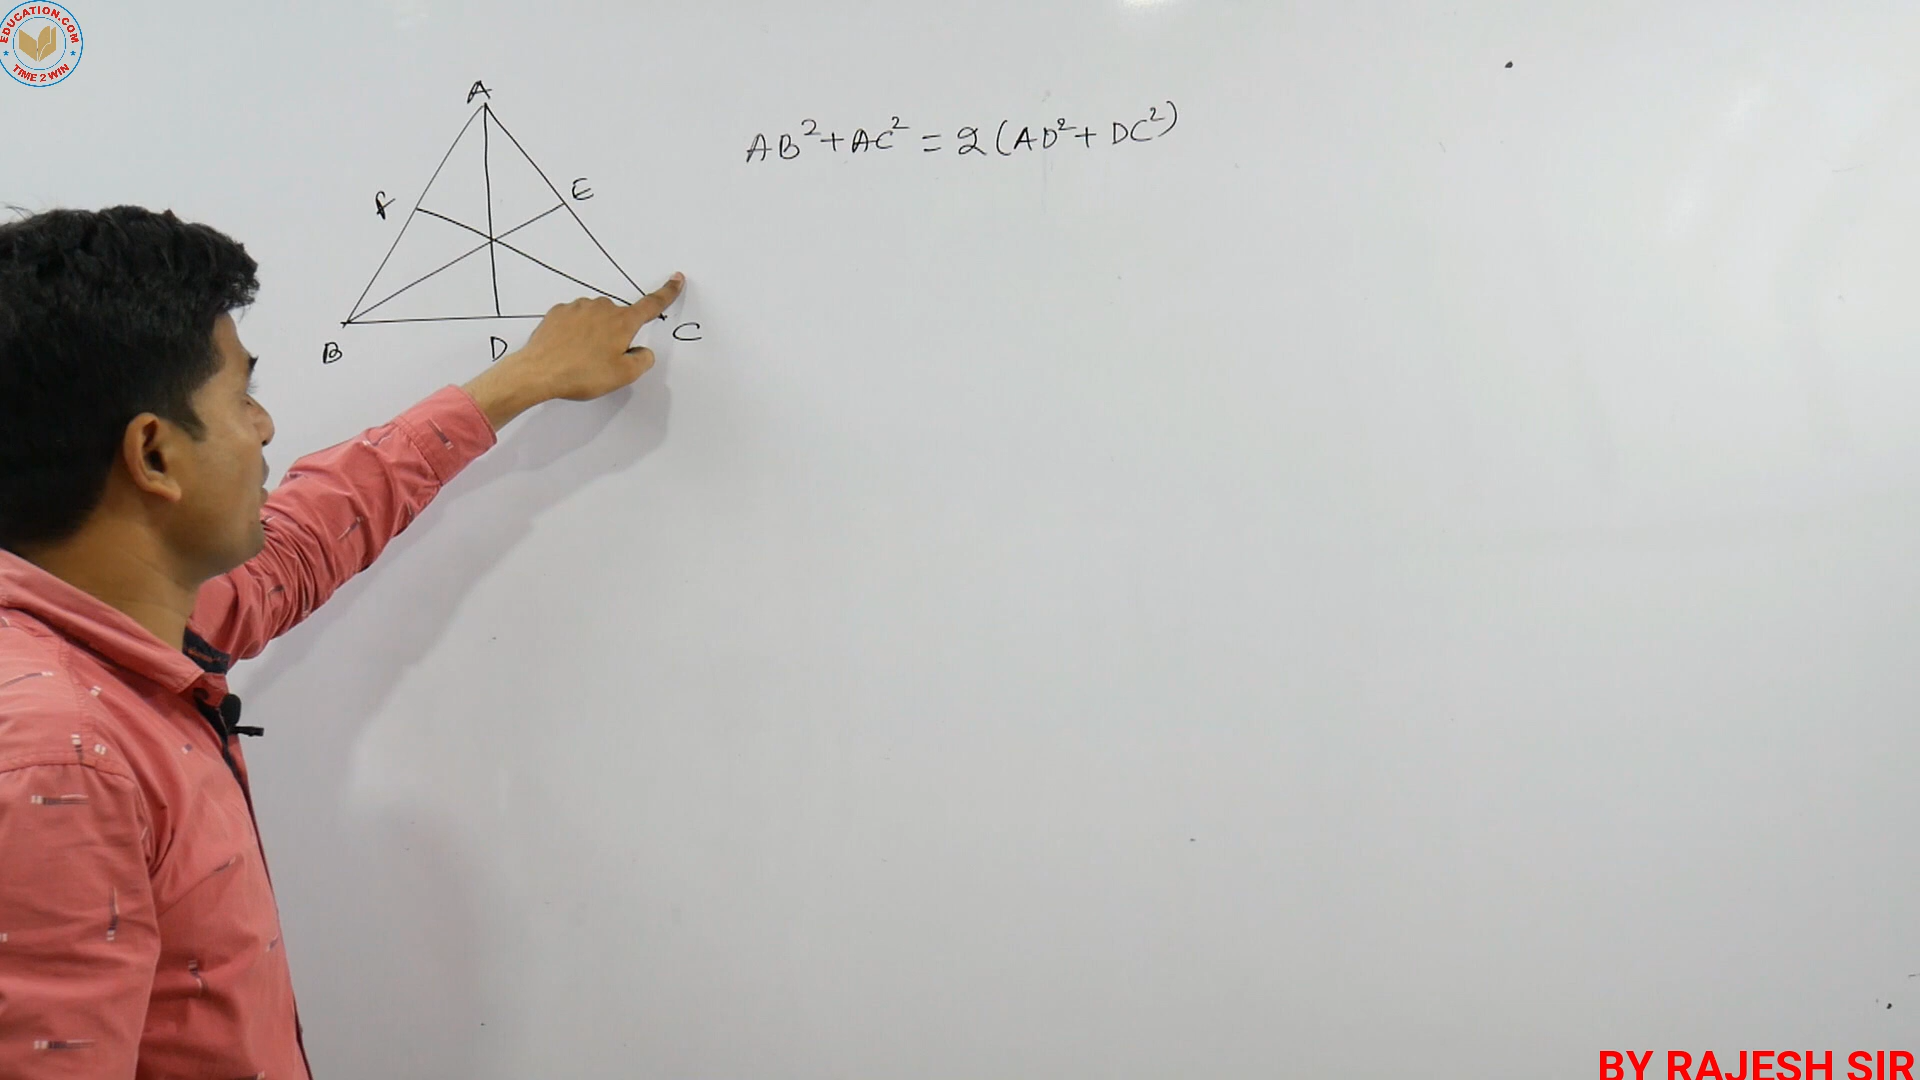 EDUCATION.COM
TIME 2 WIN
A
F
E
B
D
C
AB²+AC² = 2(AD²+DC²)
BY RAJESH SIR